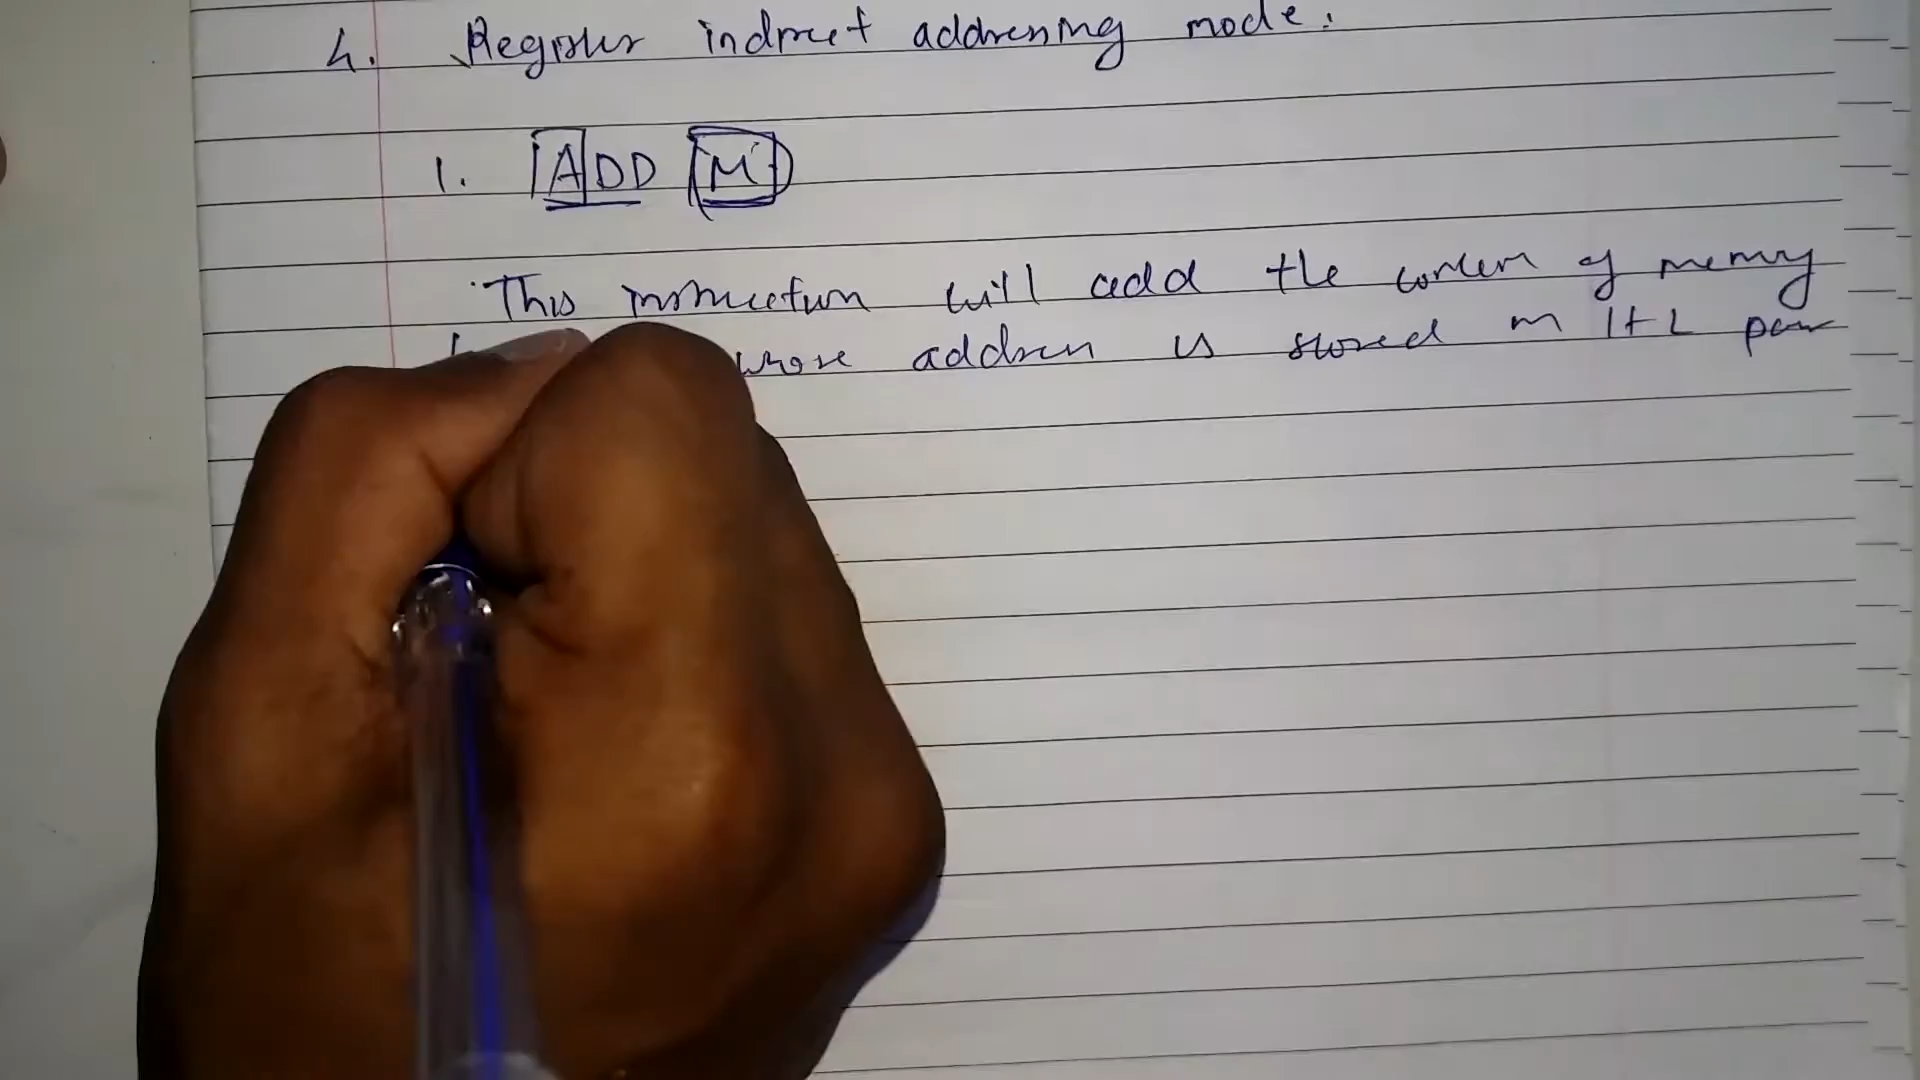 4. Register indirect addressing mode.
1. ADD M
This instruction will add the content of memory
whose address is stored in H L pair